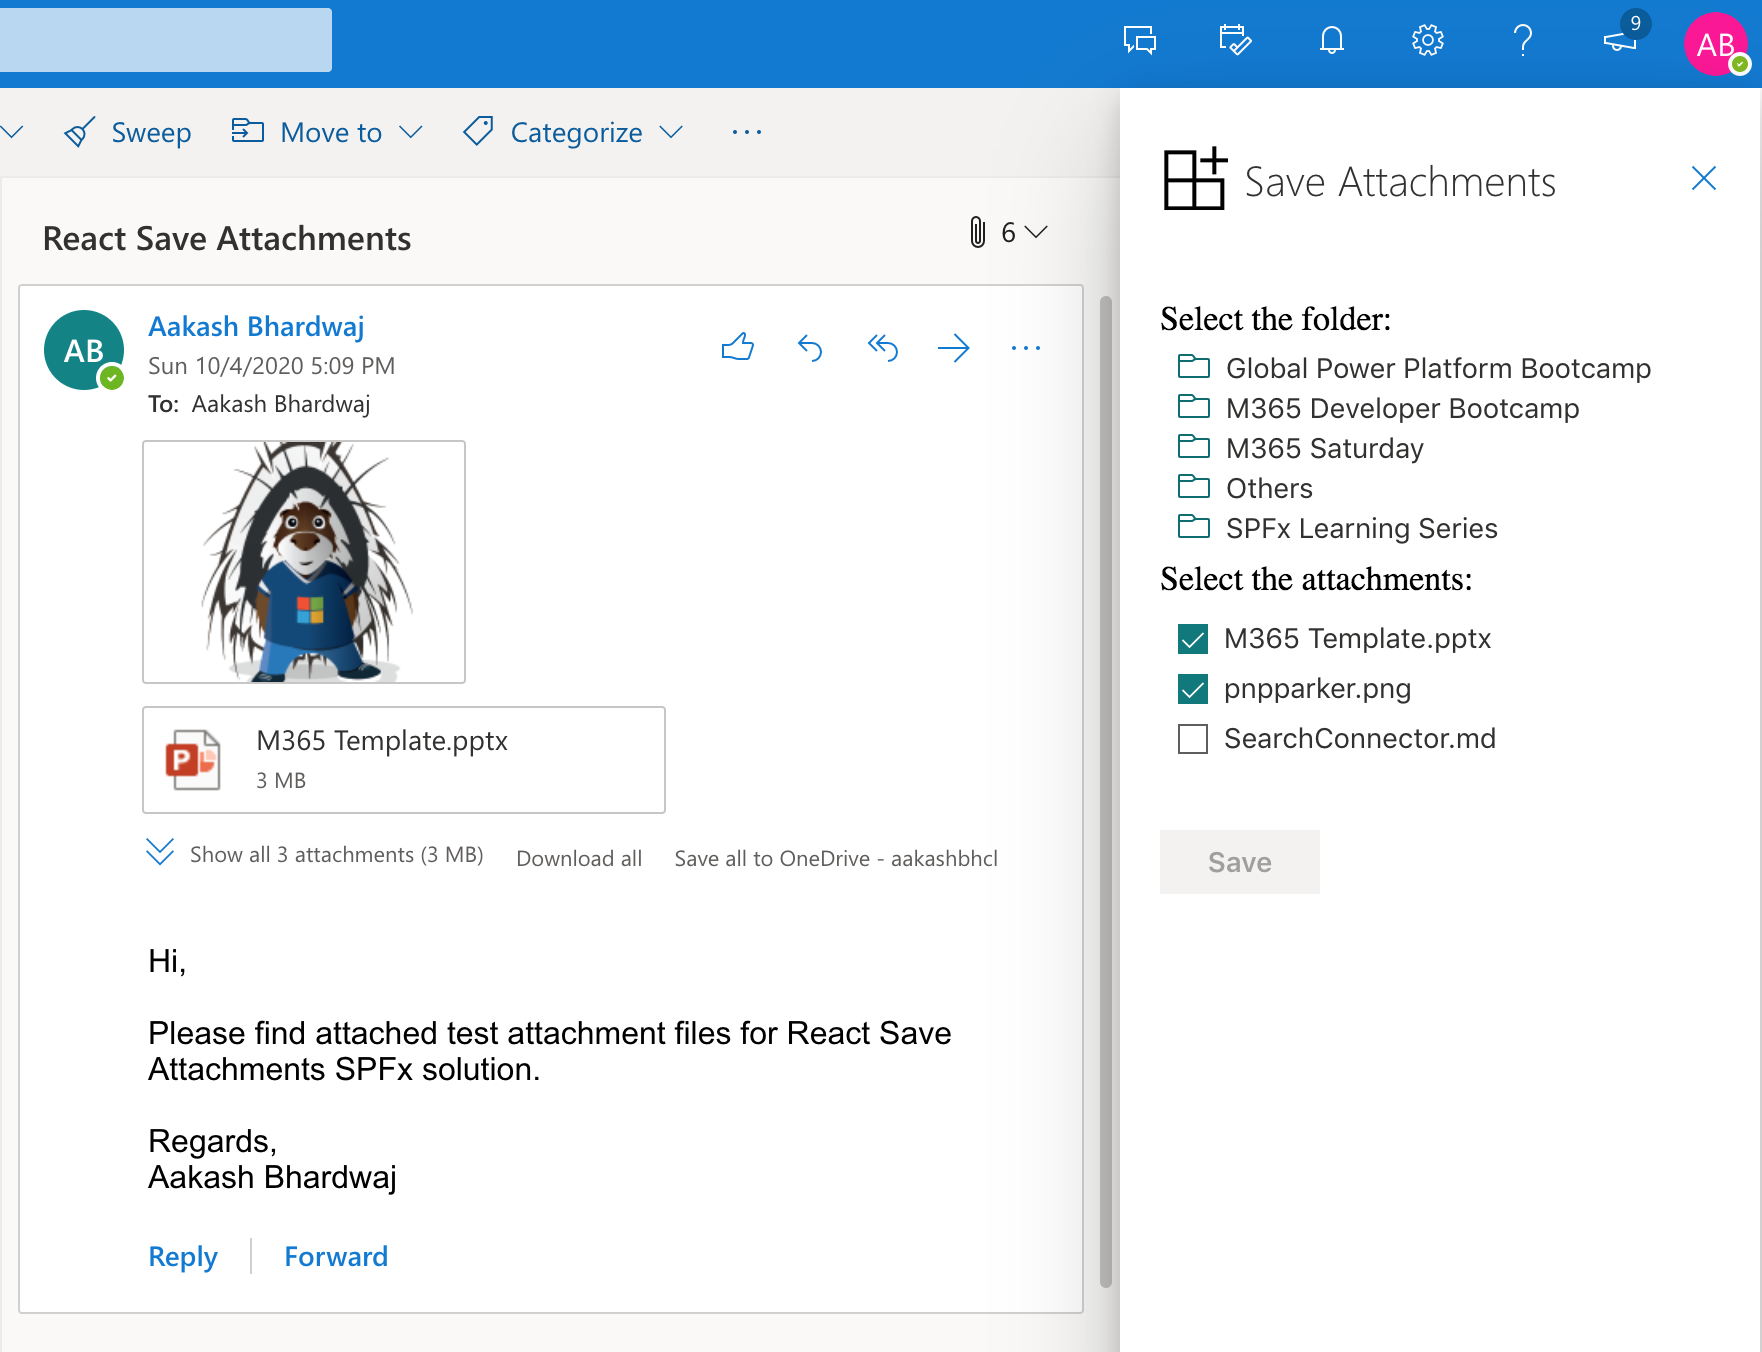 9
AB
Sweep
Move to
Categorize
React Save Attachments
6
AB
Aakash Bhardwaj
Sun 10/4/2020 5:09 PM
To: Aakash Bhardwaj
P
M365 Template.pptx
3 MB
Show all 3 attachments (3 MB)
Download all
Save all to OneDrive - aakashbhcl
Hi,
Please find attached test attachment files for React Save
Attachments SPFx solution.
Regards,
Aakash Bhardwaj
Reply
Forward
Save Attachments
Select the folder:
Global Power Platform Bootcamp
M365 Developer Bootcamp
M365 Saturday
Others
SPFx Learning Series
Select the attachments:
M365 Template.pptx
pnpparker.png
SearchConnector.md
Save